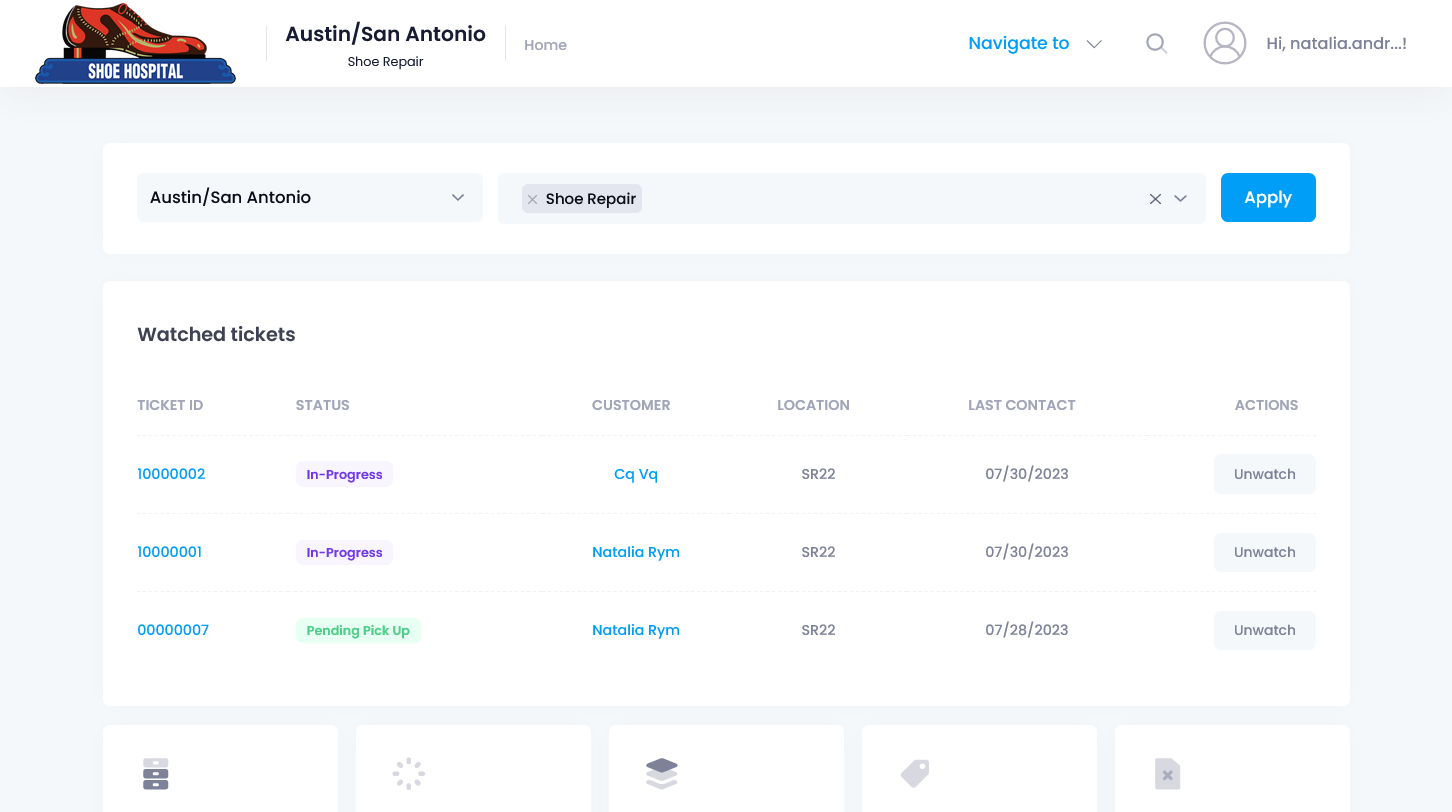 SHOE HOSPITAL
Austin/San Antonio
Shoe Repair
Home
Navigate to
Hi, natalia.andr...!
Austin/San Antonio
Shoe Repair
Apply
Watched tickets
TICKET ID STATUS CUSTOMER LOCATION LAST CONTACT ACTIONS
10000002 In-Progress Cq Vq SR22 07/30/2023 Unwatch
10000001 In-Progress Natalia Rym SR22 07/30/2023 Unwatch
00000007 Pending Pick Up Natalia Rym SR22 07/28/2023 Unwatch